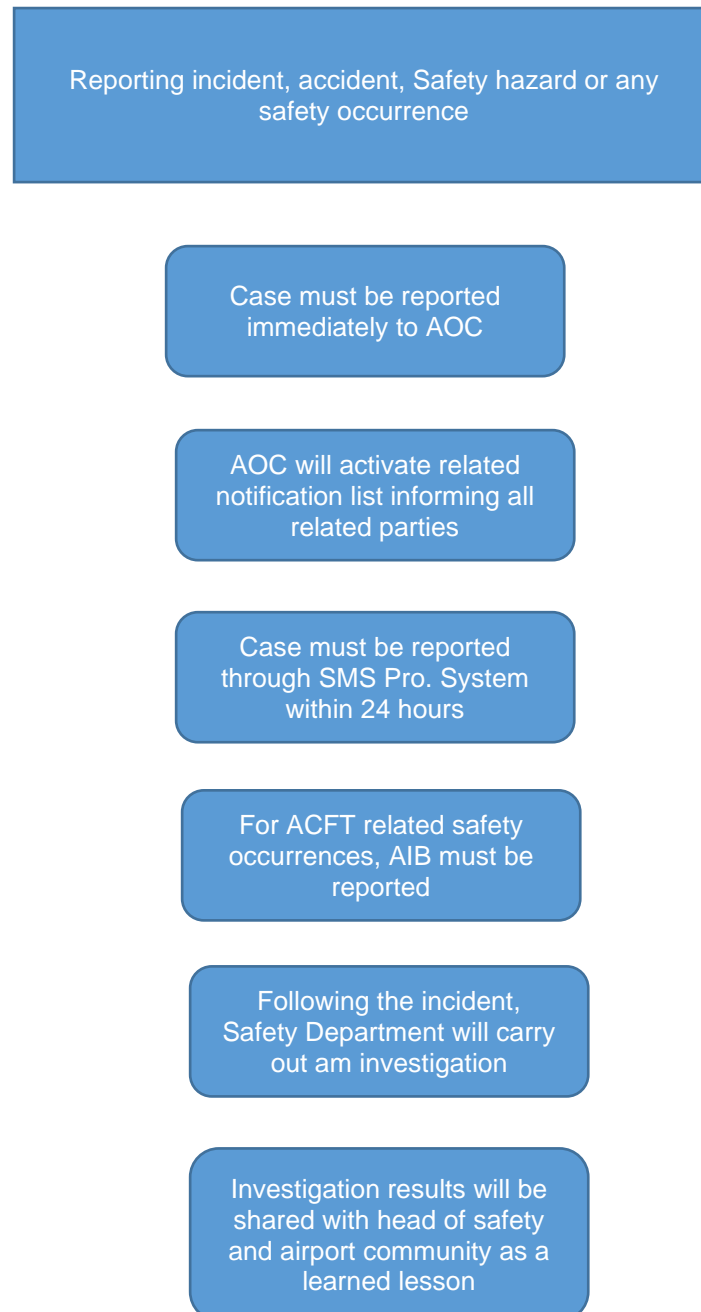 Reporting incident, accident, Safety hazard or any
safety occurrence
Case must be reported
immediately to AOC
AOC will activate related
notification list informing all
related parties
Case must be reported
through SMS Pro. System
within 24 hours
For ACFT related safety
occurrences, AIB must be
reported
Following the incident,
Safety Department will carry
out am investigation
Investigation results will be
shared with head of safety
and airport community as a
learned lesson